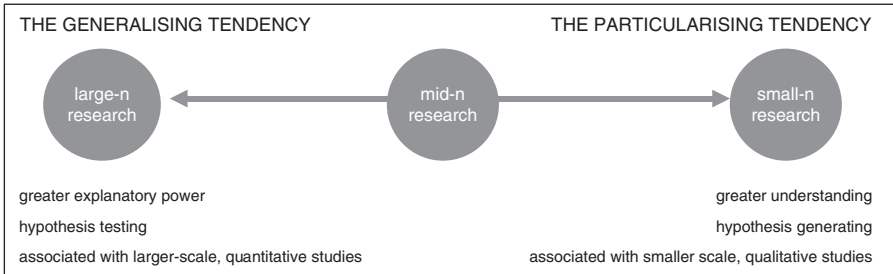 THE GENERALISING TENDENCY
THE PARTICULARISING TENDENCY
large-n
research
mid-n
research
small-n
research
greater explanatory power
hypothesis testing
associated with larger-scale, quantitative studies
greater understanding
hypothesis generating
associated with smaller scale, qualitative studies